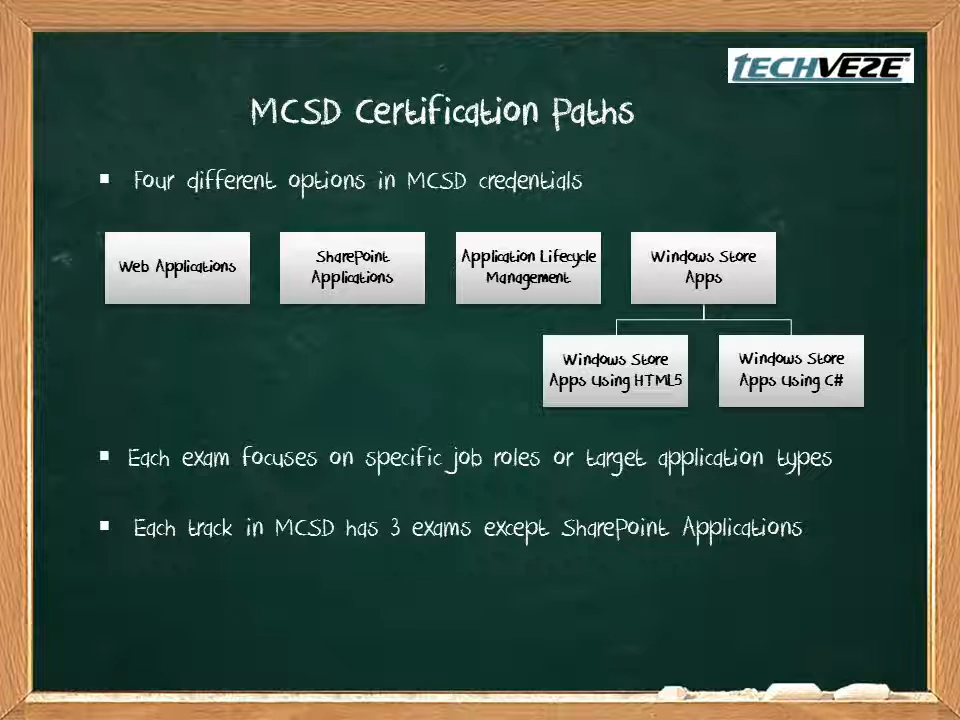 techveze
MCSD Certification Paths
▪ Four different options in MCSD credentials
Web Applications
SharePoint
Applications
Application Lifecycle
Management
Windows Store
Apps
Windows Store
Apps Using HTML5
Windows Store
Apps Using C#
▪ Each exam focuses on specific job roles or target application types
▪ Each track in MCSD has 3 exams except SharePoint Applications